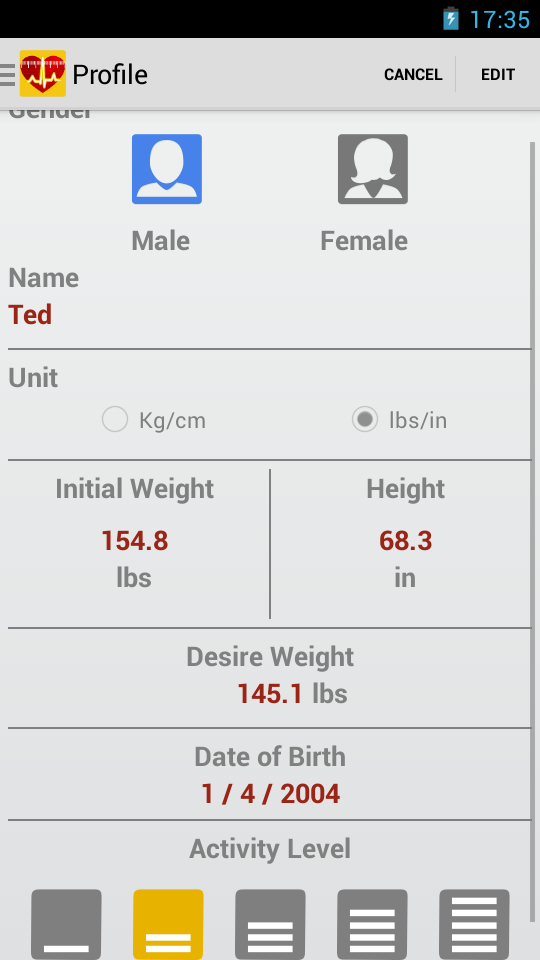 17:35
Profile
CANCEL
EDIT
Gender
Male
Female
Name
Ted
Unit
Kg/cm
lbs/in
Initial Weight
Height
154.8
68.3
lbs
in
Desire Weight
145.1 lbs
Date of Birth
1 / 4 / 2004
Activity Level